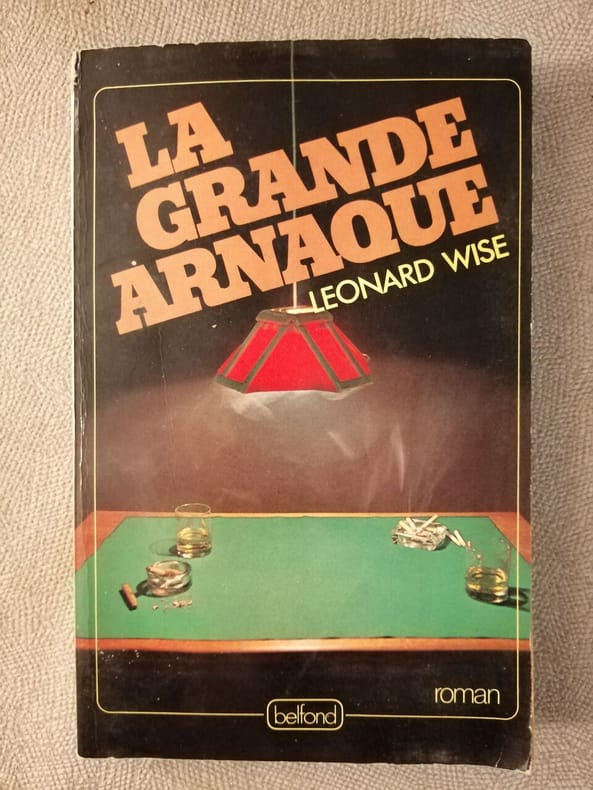 LA
GRANDE
ARNAQUE
LEONARD WISE
roman
belfond